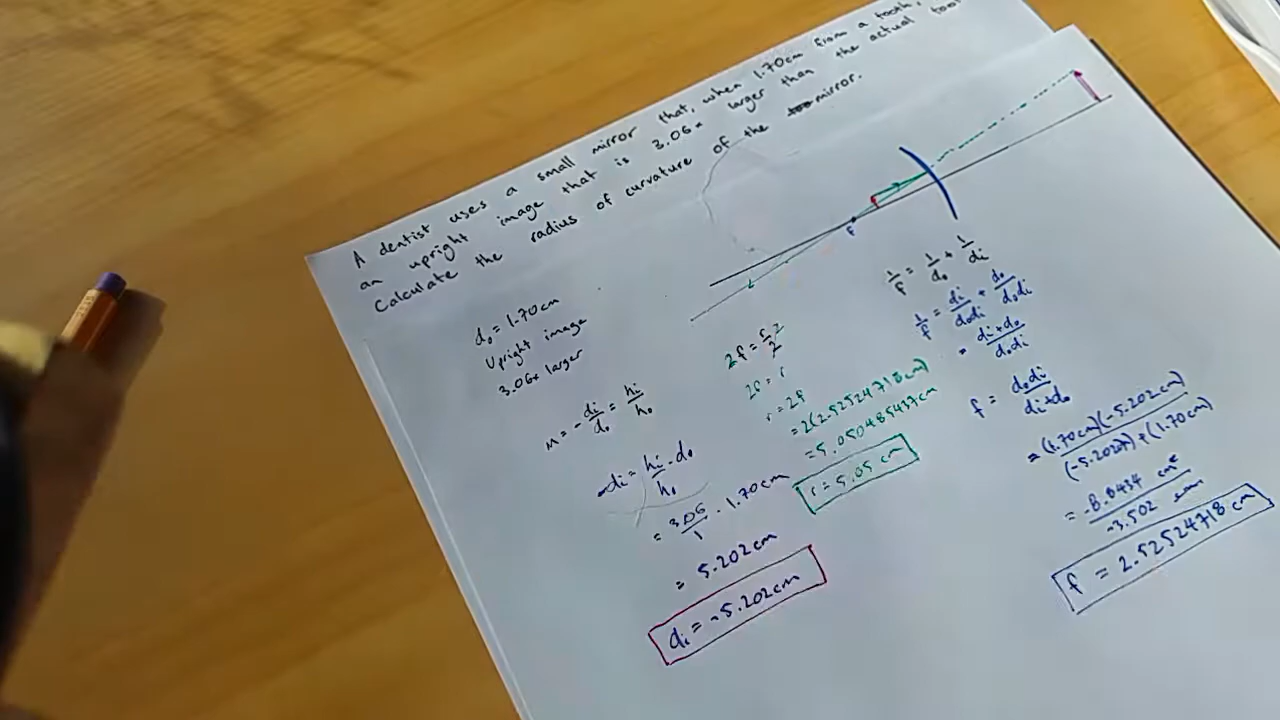 A dentist uses a small mirror that, when 1.70cm from a tooth,
an upright image that is 3.06x larger than the actual
Calculate the radius of curvature of the mirror.
f
d₀ = 1.70cm
Upright image
3.06x larger
M = -di/d₀ = hi/h₀
-di = hi/h₀ · d₀
= 3.06/1 · 1.70cm
= 5.202cm
di = -5.202cm
2f = r/2 · 2
2f = r
r = 2f
= 2(2.52524718cm)
= 5.050485437cm
r = 5.05 cm
1/f = 1/d₀ + 1/di
1/f = di/d₀di + d₀/d₀di
= di+d₀/d₀di
f = d₀di/di+d₀
= (1.70cm)(-5.202cm)/(-5.202)+(1.70cm)
= -8.8434 cm²/-3.502 cm
f = 2.52524718 cm